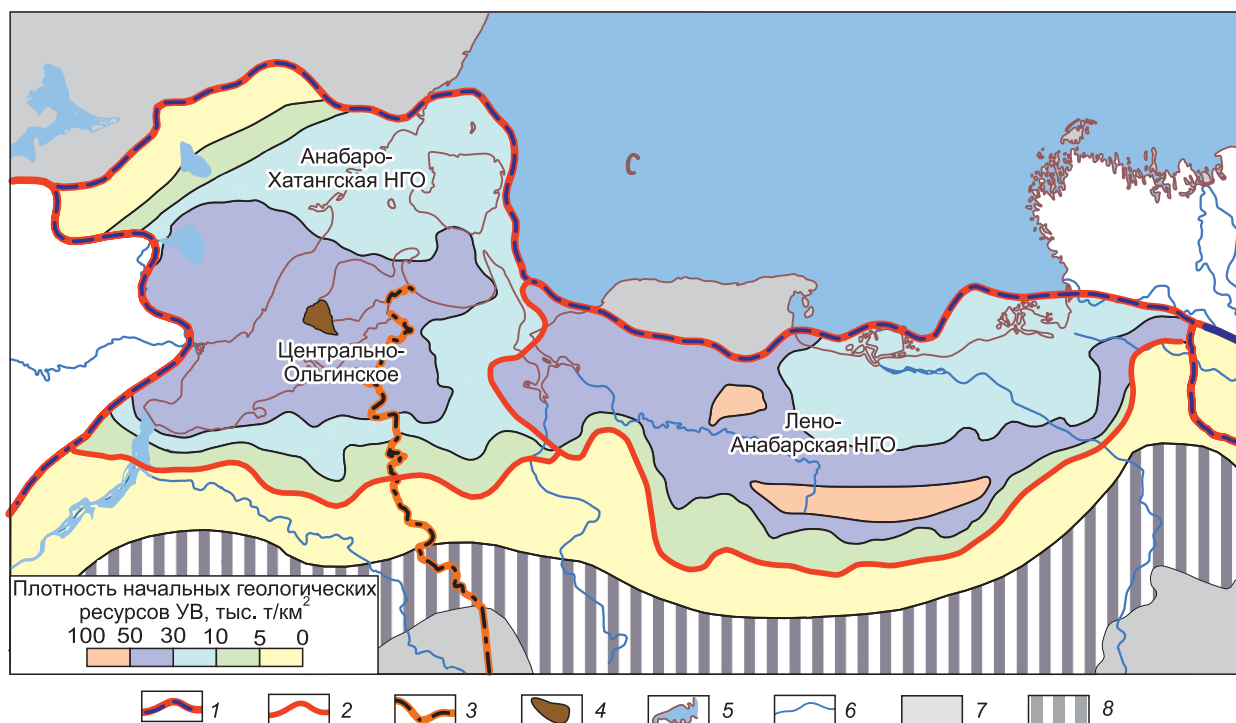 Анабаро-
Хатангская НГО
С
Центрально-
Ольгинское
Лено-
Анабарская НГО
Плотность начальных геологических
ресурсов УВ, тыс. т/км²
100 50 30 10 5 0
1 2 3 4 5 6 7 8